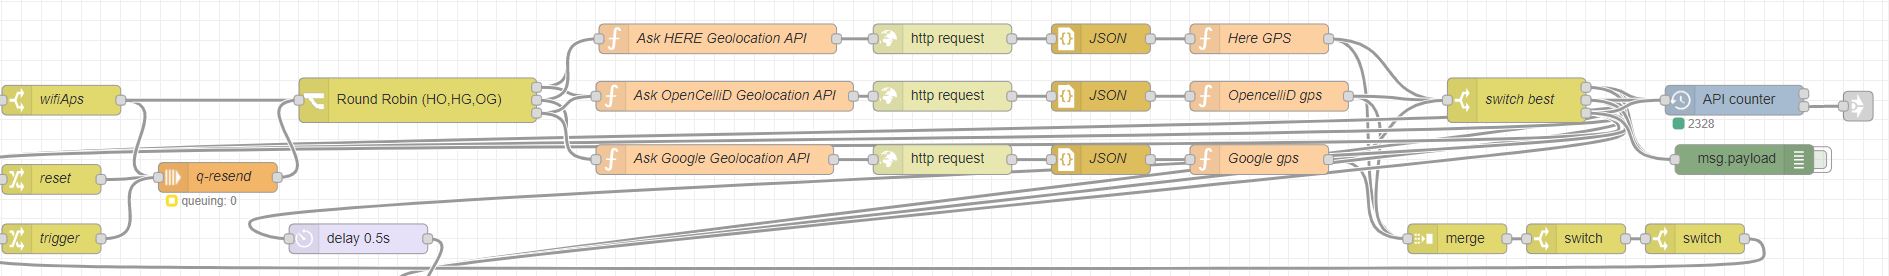 Ask HERE Geolocation API
http request
JSON
Here GPS
wifiAps
Round Robin (HO,HG,OG)
Ask OpenCelliD Geolocation API
http request
JSON
OpencelliD gps
switch best
API counter
2328
reset
q-resend
queuing: 0
Ask Google Geolocation API
http request
JSON
Google gps
msg.payload
trigger
delay 0.5s
merge
switch
switch